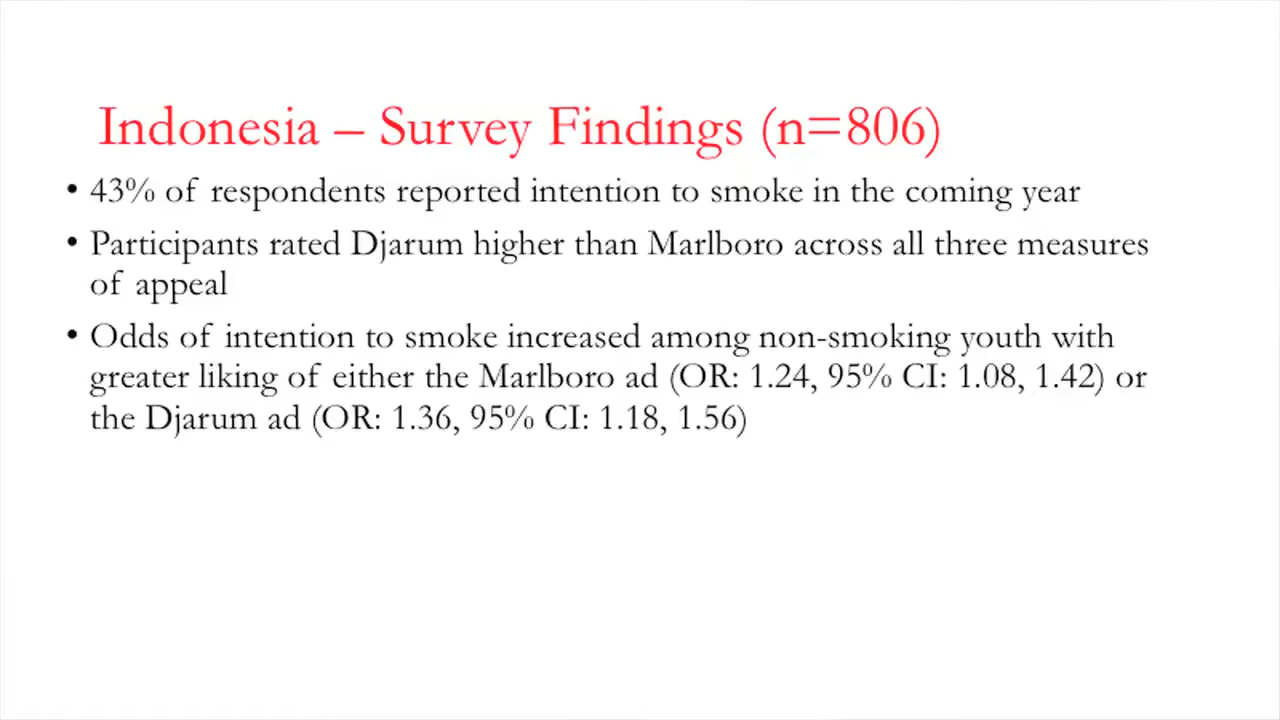 Indonesia – Survey Findings (n=806)
• 43% of respondents reported intention to smoke in the coming year
• Participants rated Djarum higher than Marlboro across all three measures
of appeal
• Odds of intention to smoke increased among non-smoking youth with
greater liking of either the Marlboro ad (OR: 1.24, 95% CI: 1.08, 1.42) or
the Djarum ad (OR: 1.36, 95% CI: 1.18, 1.56)